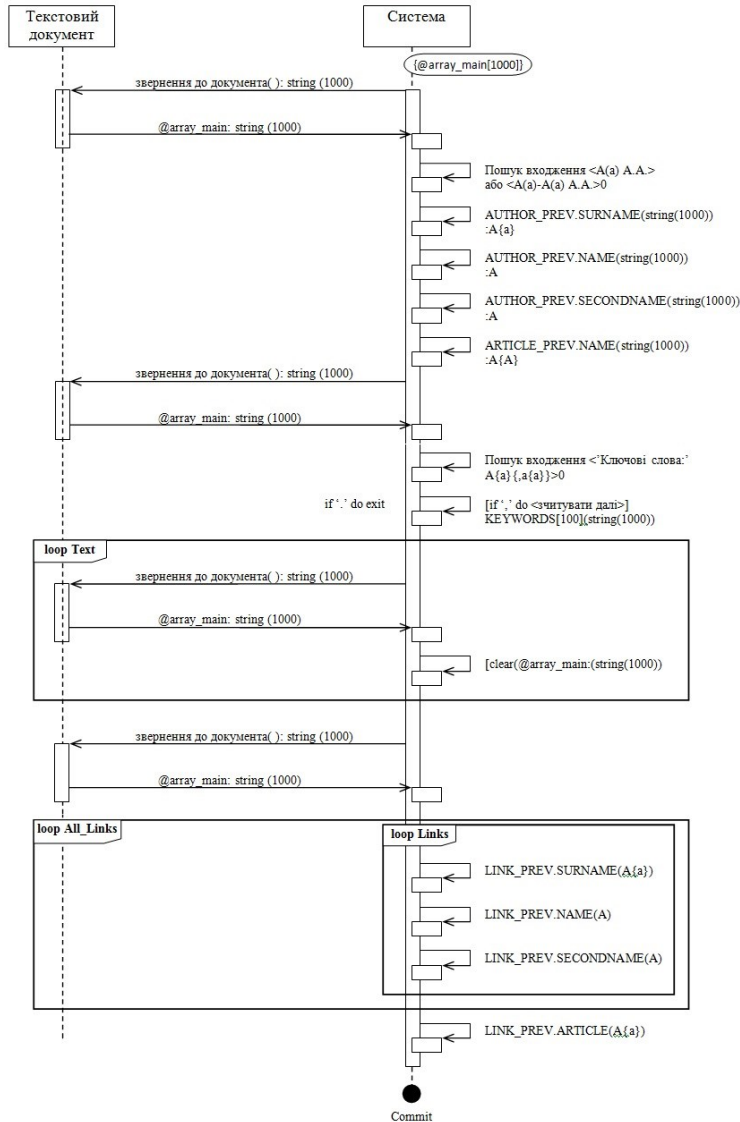 Текстовий
документ
Система
{@array_main[1000]}
звернення до документа( ): string (1000)
@array_main: string (1000)
Пошук входження <A(a) A.A.>
або <A(a)-A(a) A.A.>0
AUTHOR_PREV.SURNAME(string(1000))
:A{a}
AUTHOR_PREV.NAME(string(1000))
:A
AUTHOR_PREV.SECONDNAME(string(1000))
:A
ARTICLE_PREV.NAME(string(1000))
:A{A}
звернення до документа( ): string (1000)
@array_main: string (1000)
Пошук входження <’Ключові слова:’
A{a}{,a{a}}>0
if ‘.’ do exit
[if ‘,’ do <зчитувати далі>]
KEYWORDS[100](string(1000))
loop Text
звернення до документа( ): string (1000)
@array_main: string (1000)
[clear(@array_main:(string(1000))
звернення до документа( ): string (1000)
@array_main: string (1000)
loop All_Links
loop Links
LINK_PREV.SURNAME(A{a})
LINK_PREV.NAME(A)
LINK_PREV.SECONDNAME(A)
LINK_PREV.ARTICLE(A{a})
Commit